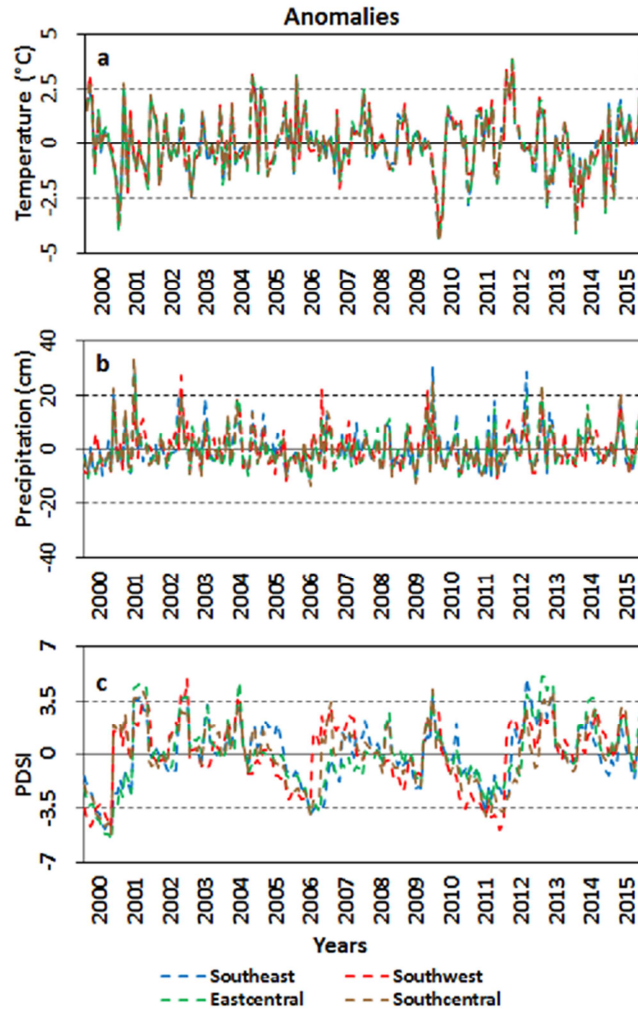 Anomalies
a
Temperature (°C)
5
2.5
0
-2.5
-5
2000 2001 2002 2003 2004 2005 2006 2007 2008 2009 2010 2011 2012 2013 2014 2015
b
Precipitation (cm)
40
20
0
-20
-40
2000 2001 2002 2003 2004 2005 2006 2007 2008 2009 2010 2011 2012 2013 2014 2015
c
PDSI
7
3.5
0
-3.5
-7
2000 2001 2002 2003 2004 2005 2006 2007 2008 2009 2010 2011 2012 2013 2014 2015
Years
Southeast Southwest
Eastcentral Southcentral